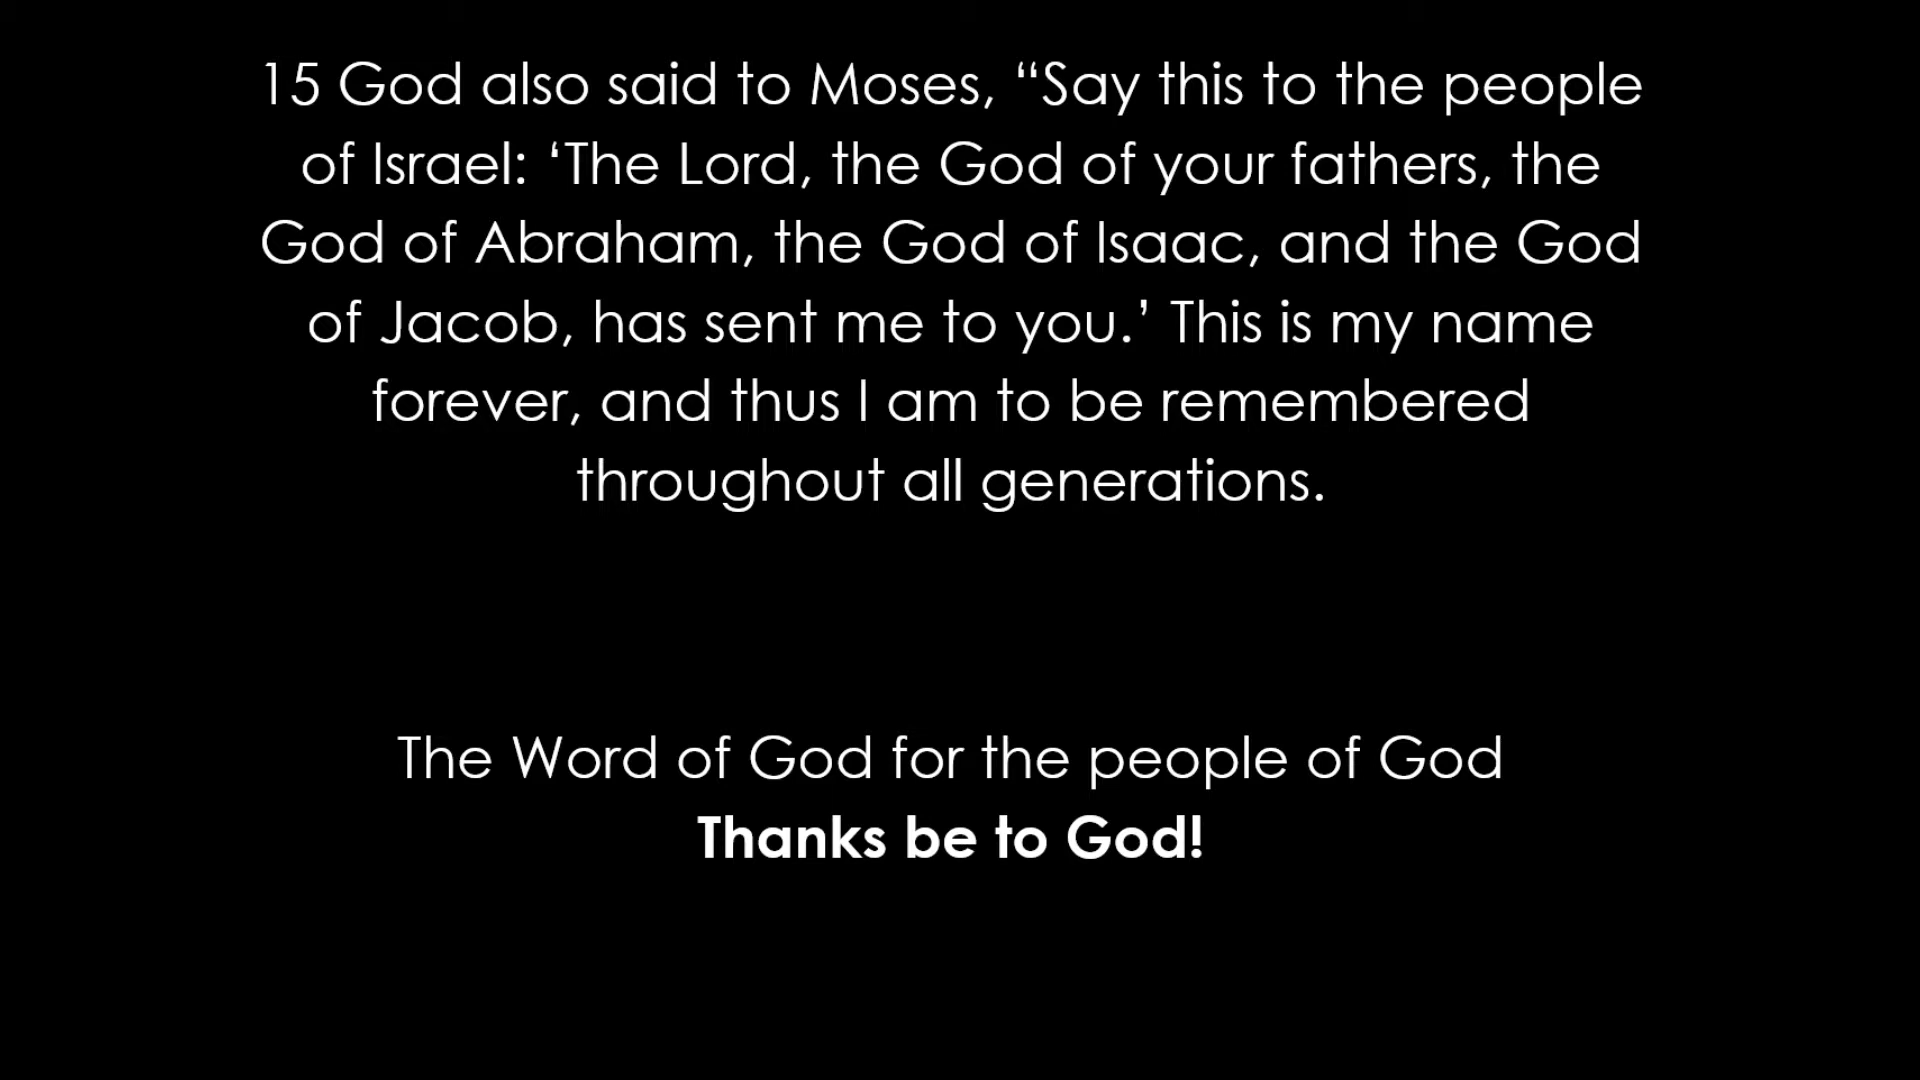 15 God also said to Moses, “Say this to the people
of Israel: ‘The Lord, the God of your fathers, the
God of Abraham, the God of Isaac, and the God
of Jacob, has sent me to you.’ This is my name
forever, and thus I am to be remembered
throughout all generations.
The Word of God for the people of God
Thanks be to God!